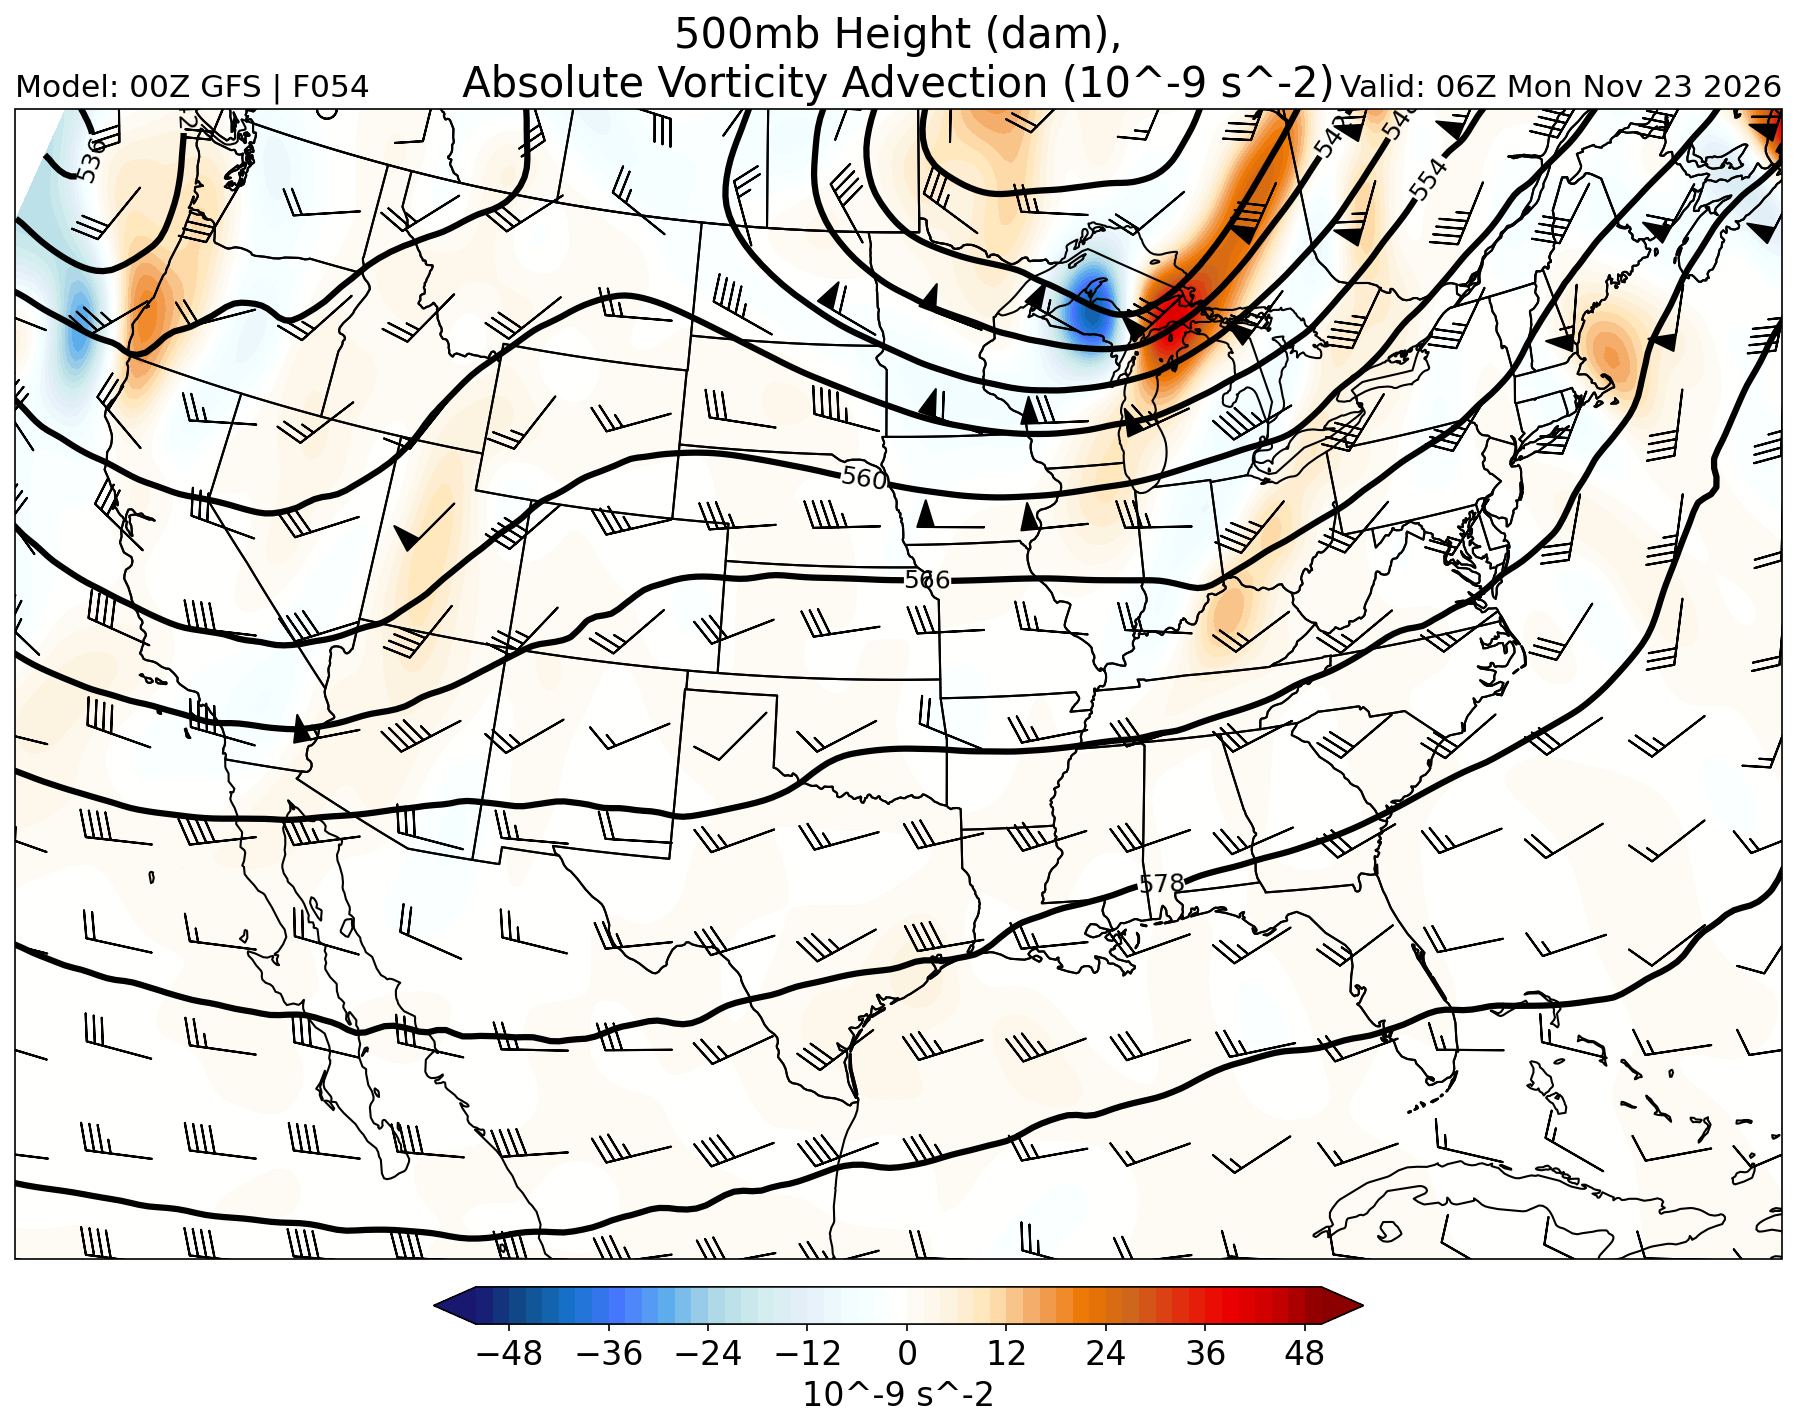 500mb Height (dam),
Model: 00Z GFS | F054
Absolute Vorticity Advection (10^-9 s^-2)
Valid: 06Z Mon Nov 23 2026
536
542
548
554
560
566
578
−48 −36 −24 −12 0 12 24 36 48
10^-9 s^-2